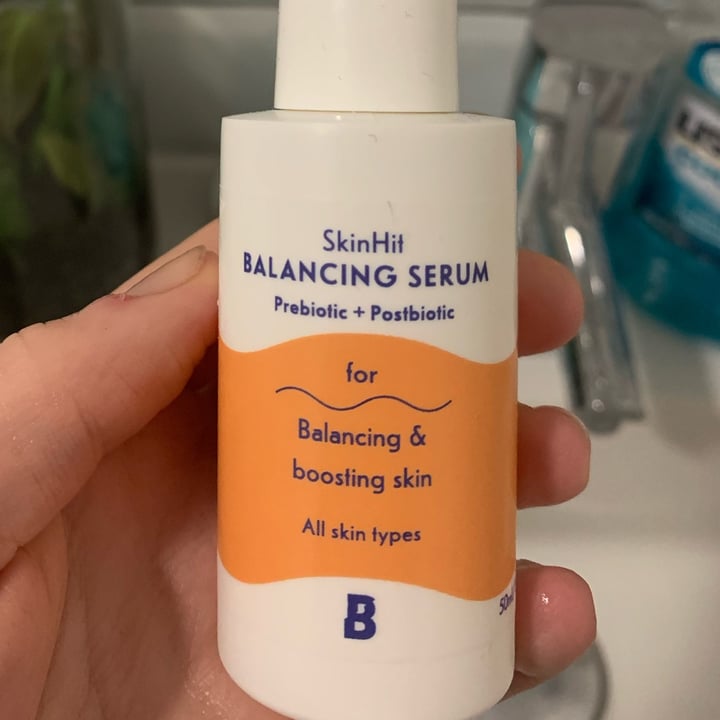 SkinHit
BALANCING SERUM
Prebiotic + Postbiotic
for
Balancing &
boosting skin
All skin types
B